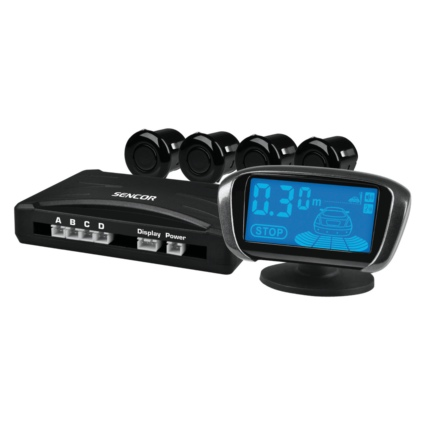 SENCOR
A B C D
Display Power
0.30m
STOP